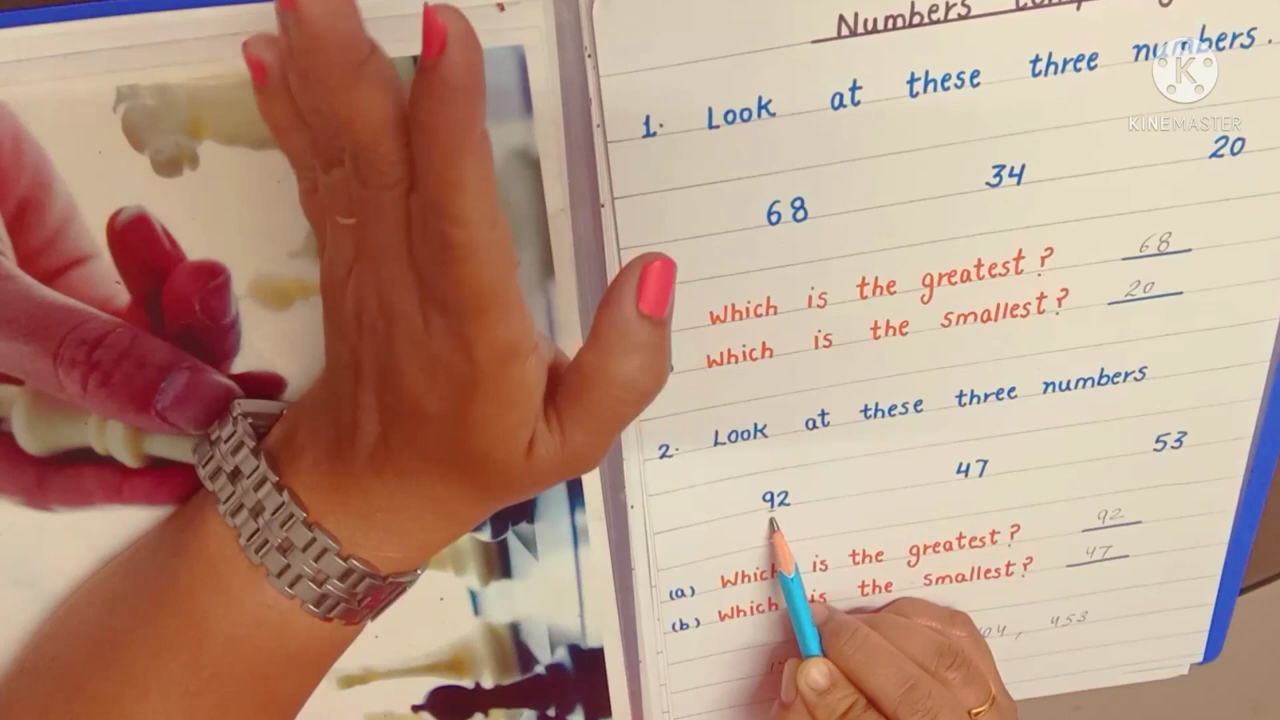 Numbers
1. Look at these three numbers.
68 34 20
Which is the greatest? 68
Which is the smallest? 20
2. Look at these three numbers
92 47 53
(a) Which is the greatest? 92
(b) Which is the smallest? 47
453
KINEMASTER